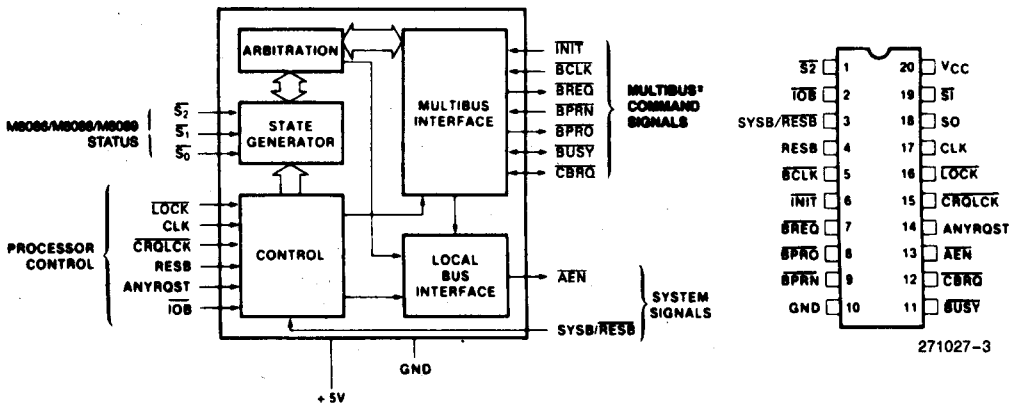 ARBITRATION
STATE
GENERATOR
MULTIBUS
INTERFACE
CONTROL
LOCAL
BUS
INTERFACE
M8086/M8088/M8089
STATUS
S2
S1
S0
PROCESSOR
CONTROL
LOCK
CLK
CRQLCK
RESB
ANYRQST
IOB
INIT
BCLK
BREQ
BPRN
BPRO
BUSY
CBRQ
MULTIBUS*
COMMAND
SIGNALS
AEN
SYSB/RESB
SYSTEM
SIGNALS
+5V
GND
S2 1 20 VCC
IOB 2 19 SI
SYSB/RESB 3 18 SO
RESB 4 17 CLK
BCLK 5 16 LOCK
INIT 6 15 CRQLCK
BREQ 7 14 ANYRQST
BPRO 8 13 AEN
BPRN 9 12 CBRQ
GND 10 11 BUSY
271027-3